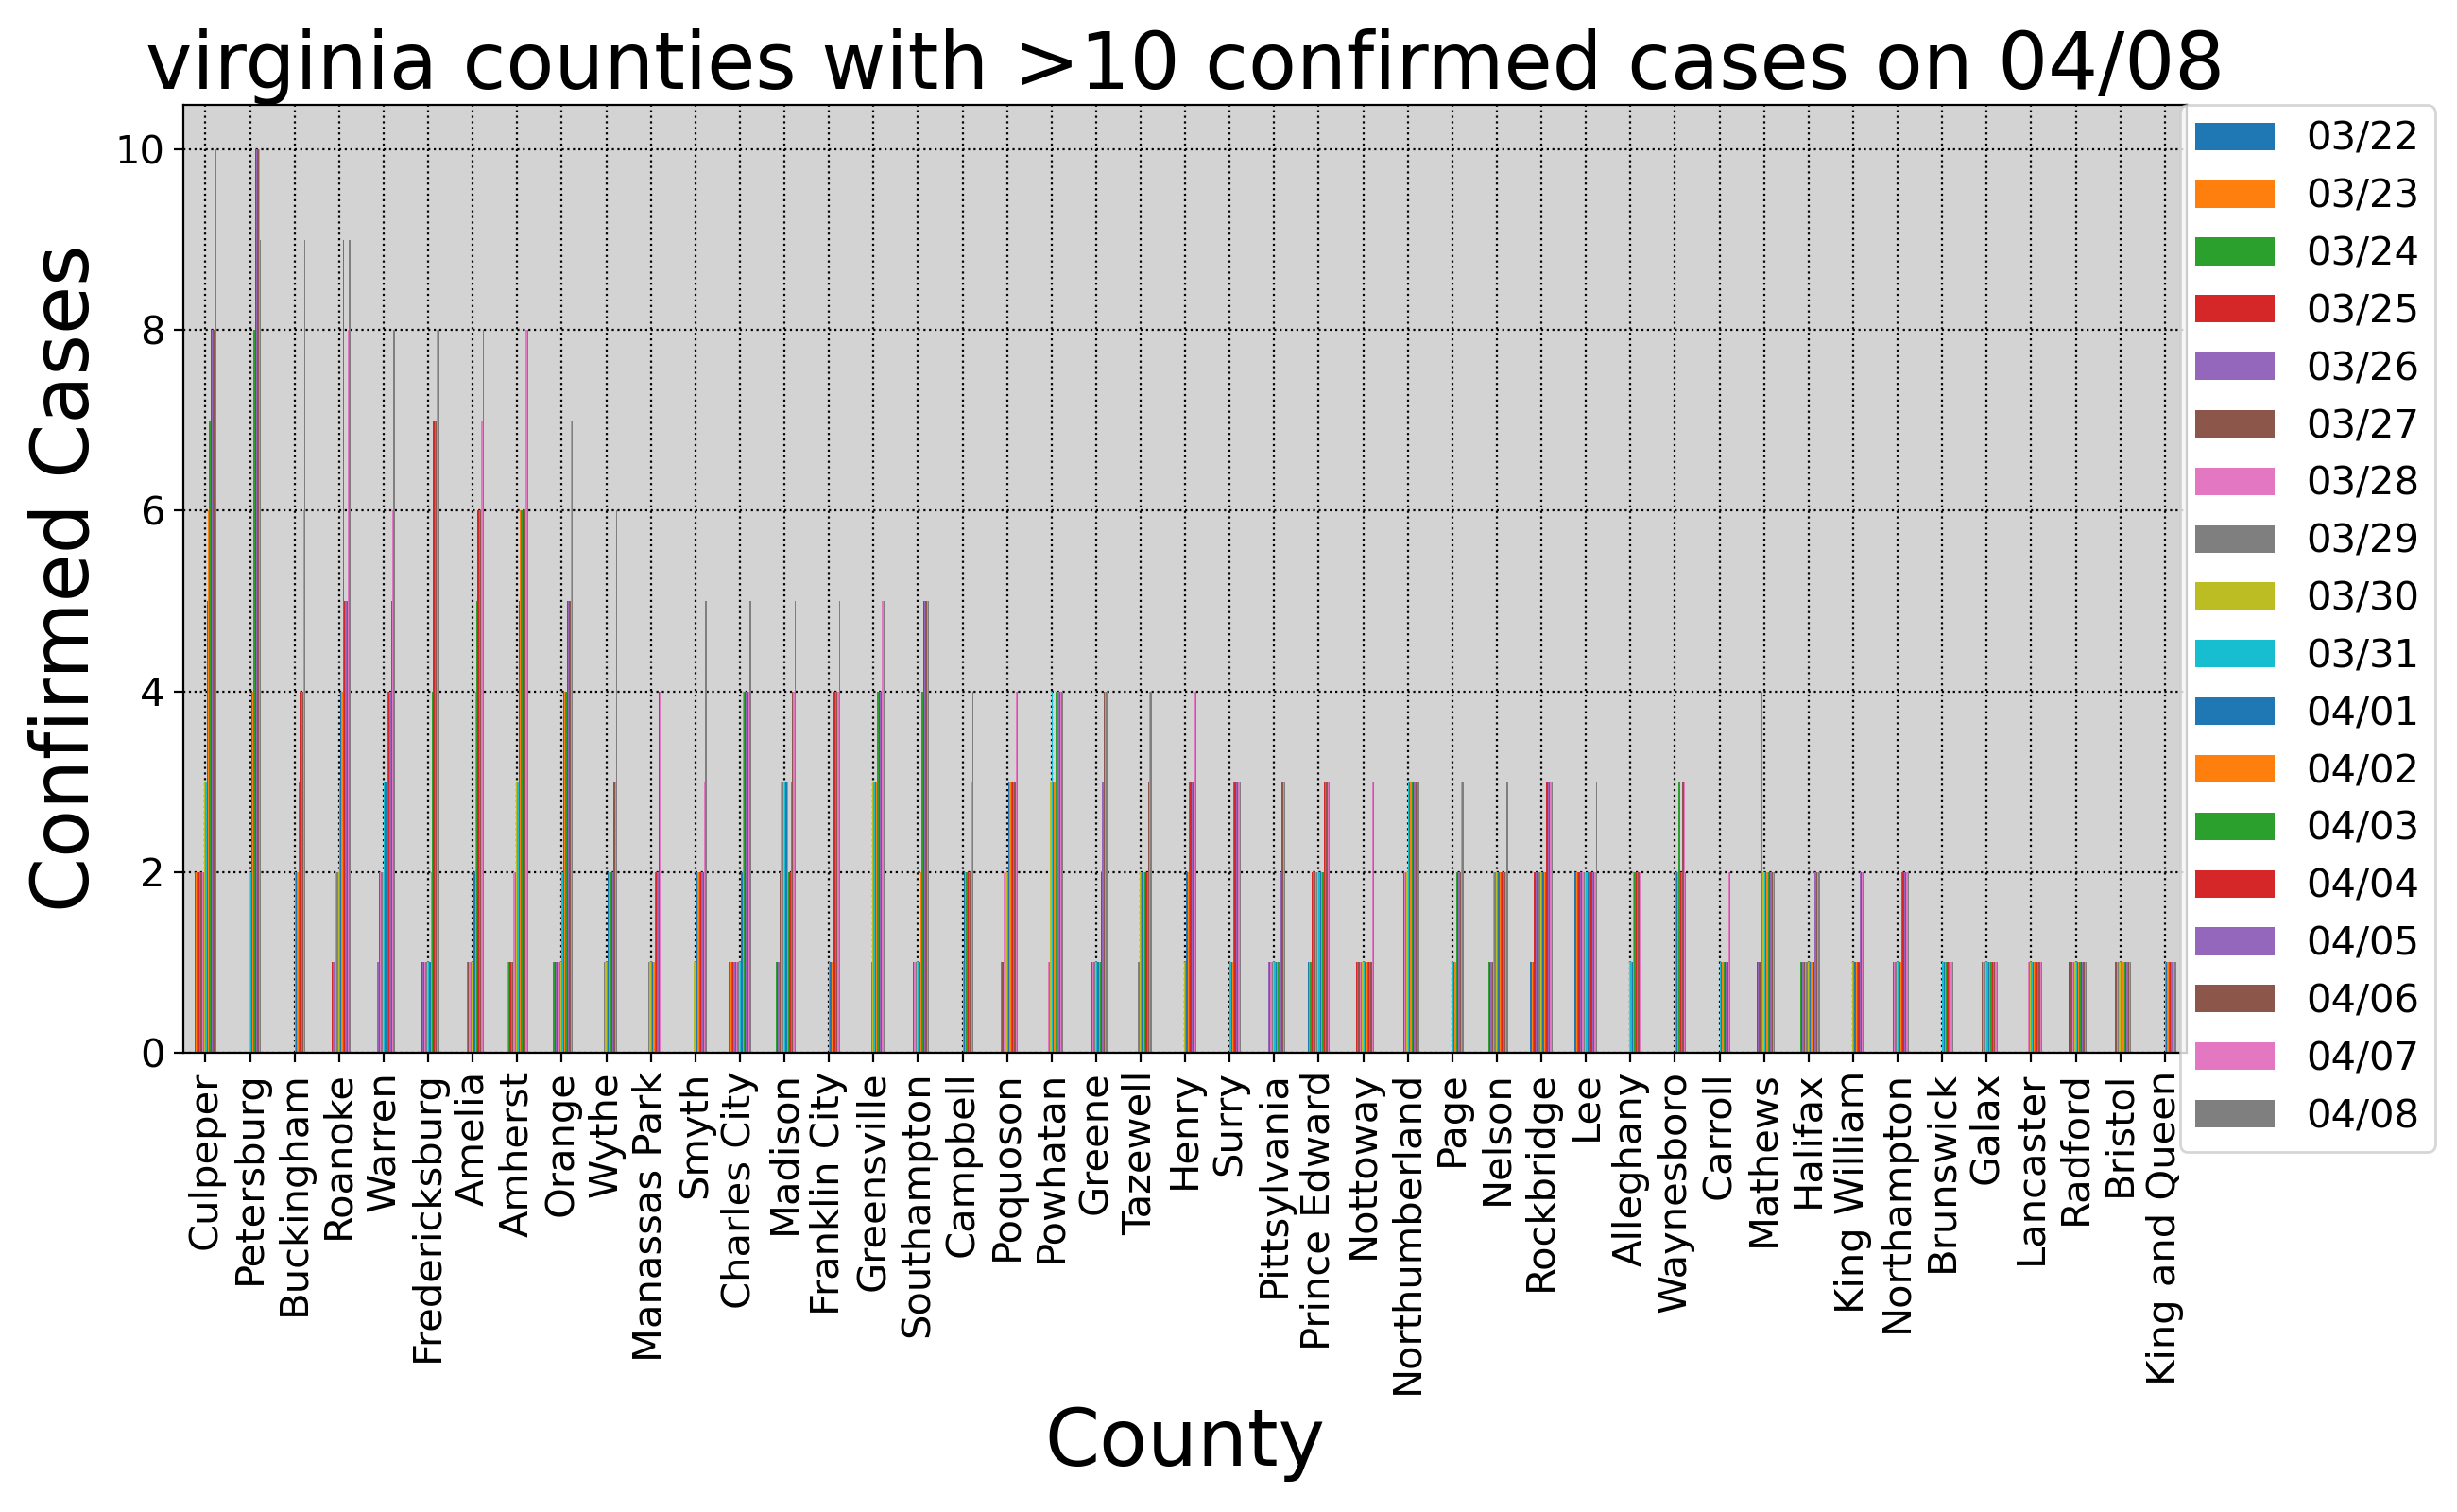 virginia counties with >10 confirmed cases on 04/08
Confirmed Cases
10
8
6
4
2
0
03/22
03/23
03/24
03/25
03/26
03/27
03/28
03/29
03/30
03/31
04/01
04/02
04/03
04/04
04/05
04/06
04/07
04/08
Culpeper
Petersburg
Buckingham
Roanoke
Warren
Fredericksburg
Amelia
Amherst
Orange
Wythe
Manassas Park
Smyth
Charles City
Madison
Franklin City
Greensville
Southampton
Campbell
Poquoson
Powhatan
Greene
Tazewell
Henry
Surry
Pittsylvania
Prince Edward
Nottoway
Northumberland
Page
Nelson
Rockbridge
Lee
Alleghany
Waynesboro
Carroll
Mathews
Halifax
King William
Northampton
Brunswick
Galax
Lancaster
Radford
Bristol
King and Queen
County